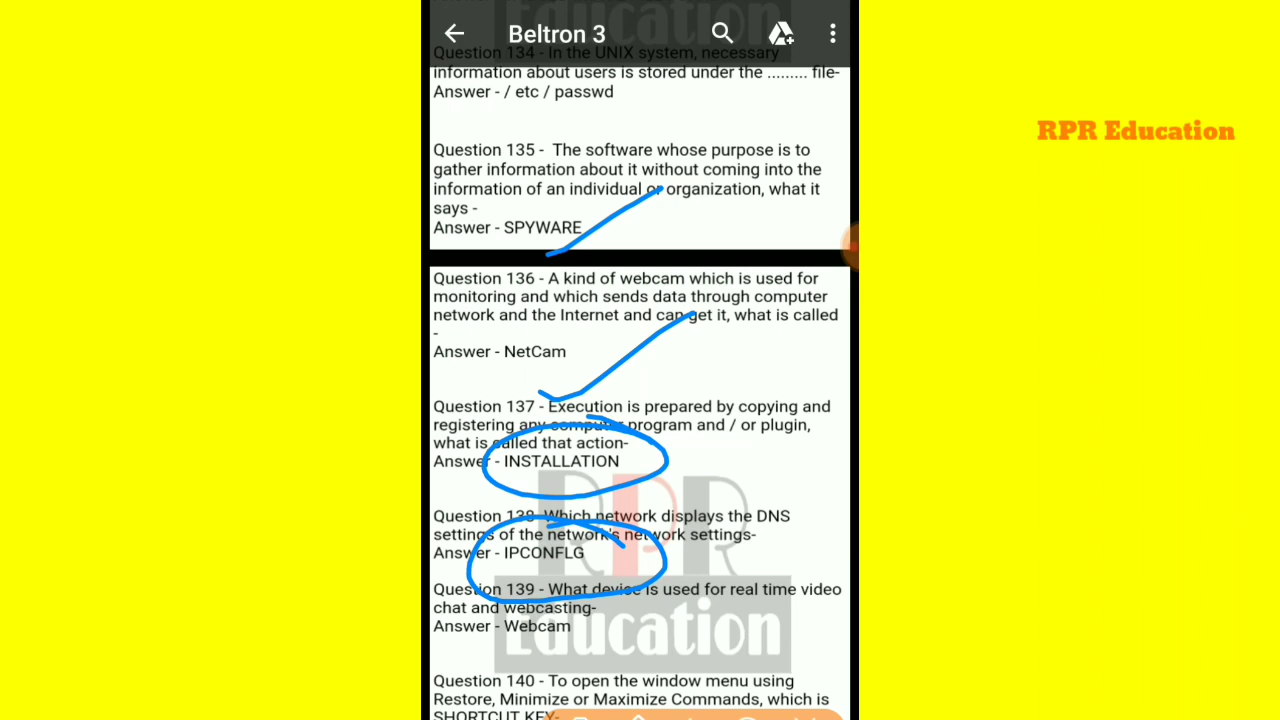 Beltron 3
RPR Education
Question 134 - In the UNIX system, necessary
information about users is stored under the ......... file-
Answer - / etc / passwd
Question 135 - The software whose purpose is to
gather information about it without coming into the
information of an individual or organization, what it
says -
Answer - SPYWARE
Question 136 - A kind of webcam which is used for
monitoring and which sends data through computer
network and the Internet and can get it, what is called
-
Answer - NetCam
Question 137 - Execution is prepared by copying and
registering any computer program and / or plugin,
what is called that action-
Answer - INSTALLATION
Question 138- Which network displays the DNS
settings of the network's network settings-
Answer - IPCONFLG
Question 139 - What device is used for real time video
chat and webcasting-
Answer - Webcam
RPR
Education
Question 140 - To open the window menu using
Restore, Minimize or Maximize Commands, which is
SHORTCUT KEY-